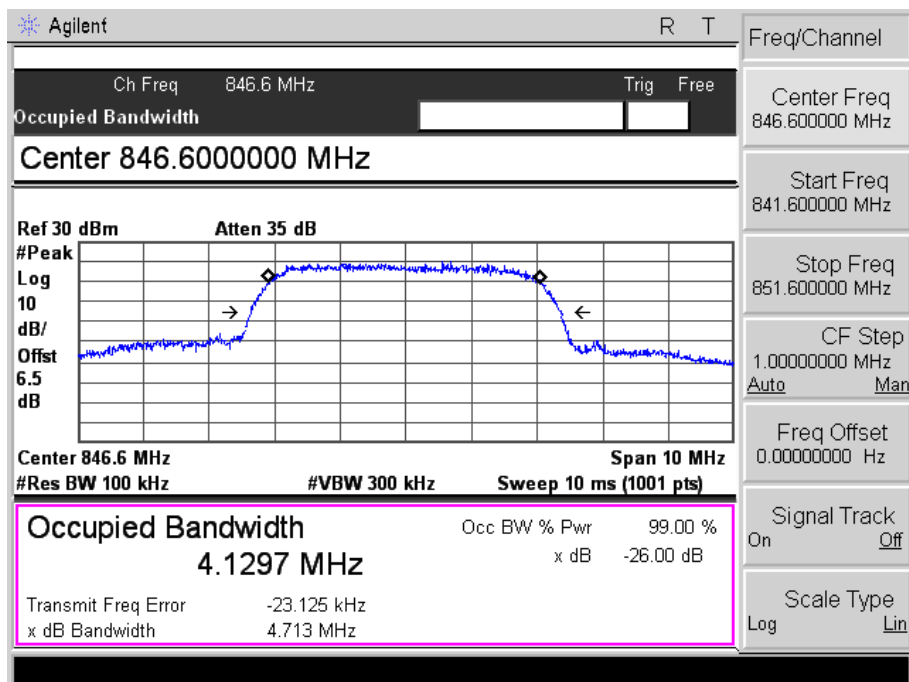 Agilent R T
Ch Freq 846.6 MHz Trig Free
Occupied Bandwidth
Center 846.6000000 MHz
Ref 30 dBm Atten 35 dB
#Peak
Log
10
dB/
Offst
6.5
dB
Center 846.6 MHz Span 10 MHz
#Res BW 100 kHz #VBW 300 kHz Sweep 10 ms (1001 pts)
Occupied Bandwidth
4.1297 MHz
Occ BW % Pwr 99.00 %
x dB -26.00 dB
Transmit Freq Error -23.125 kHz
x dB Bandwidth 4.713 MHz
Freq/Channel
Center Freq
846.600000 MHz
Start Freq
841.600000 MHz
Stop Freq
851.600000 MHz
CF Step
1.00000000 MHz
Auto Man
Freq Offset
0.00000000 Hz
Signal Track
On Off
Scale Type
Log Lin